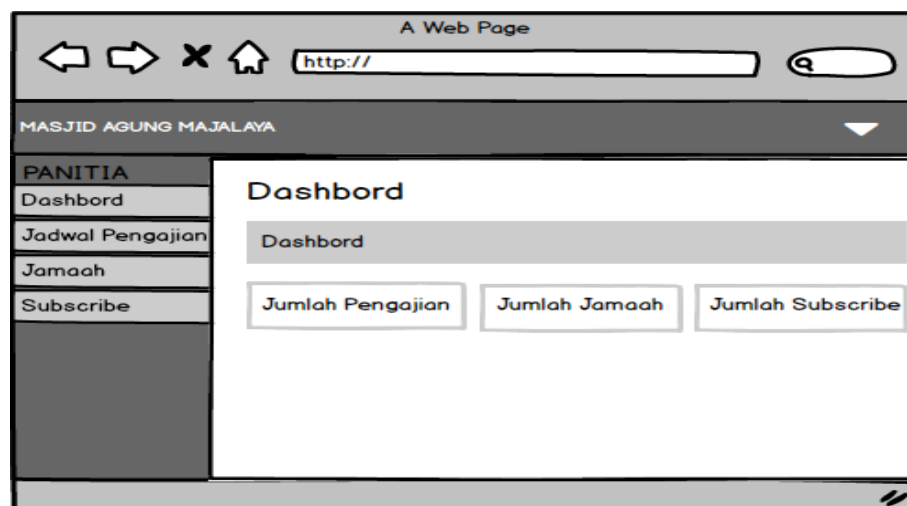 A Web Page
http://
MASJID AGUNG MAJALAYA
PANITIA
Dashbord
Jadwal Pengajian
Jamaah
Subscribe
Dashbord
Dashbord
Jumlah Pengajian
Jumlah Jamaah
Jumlah Subscribe